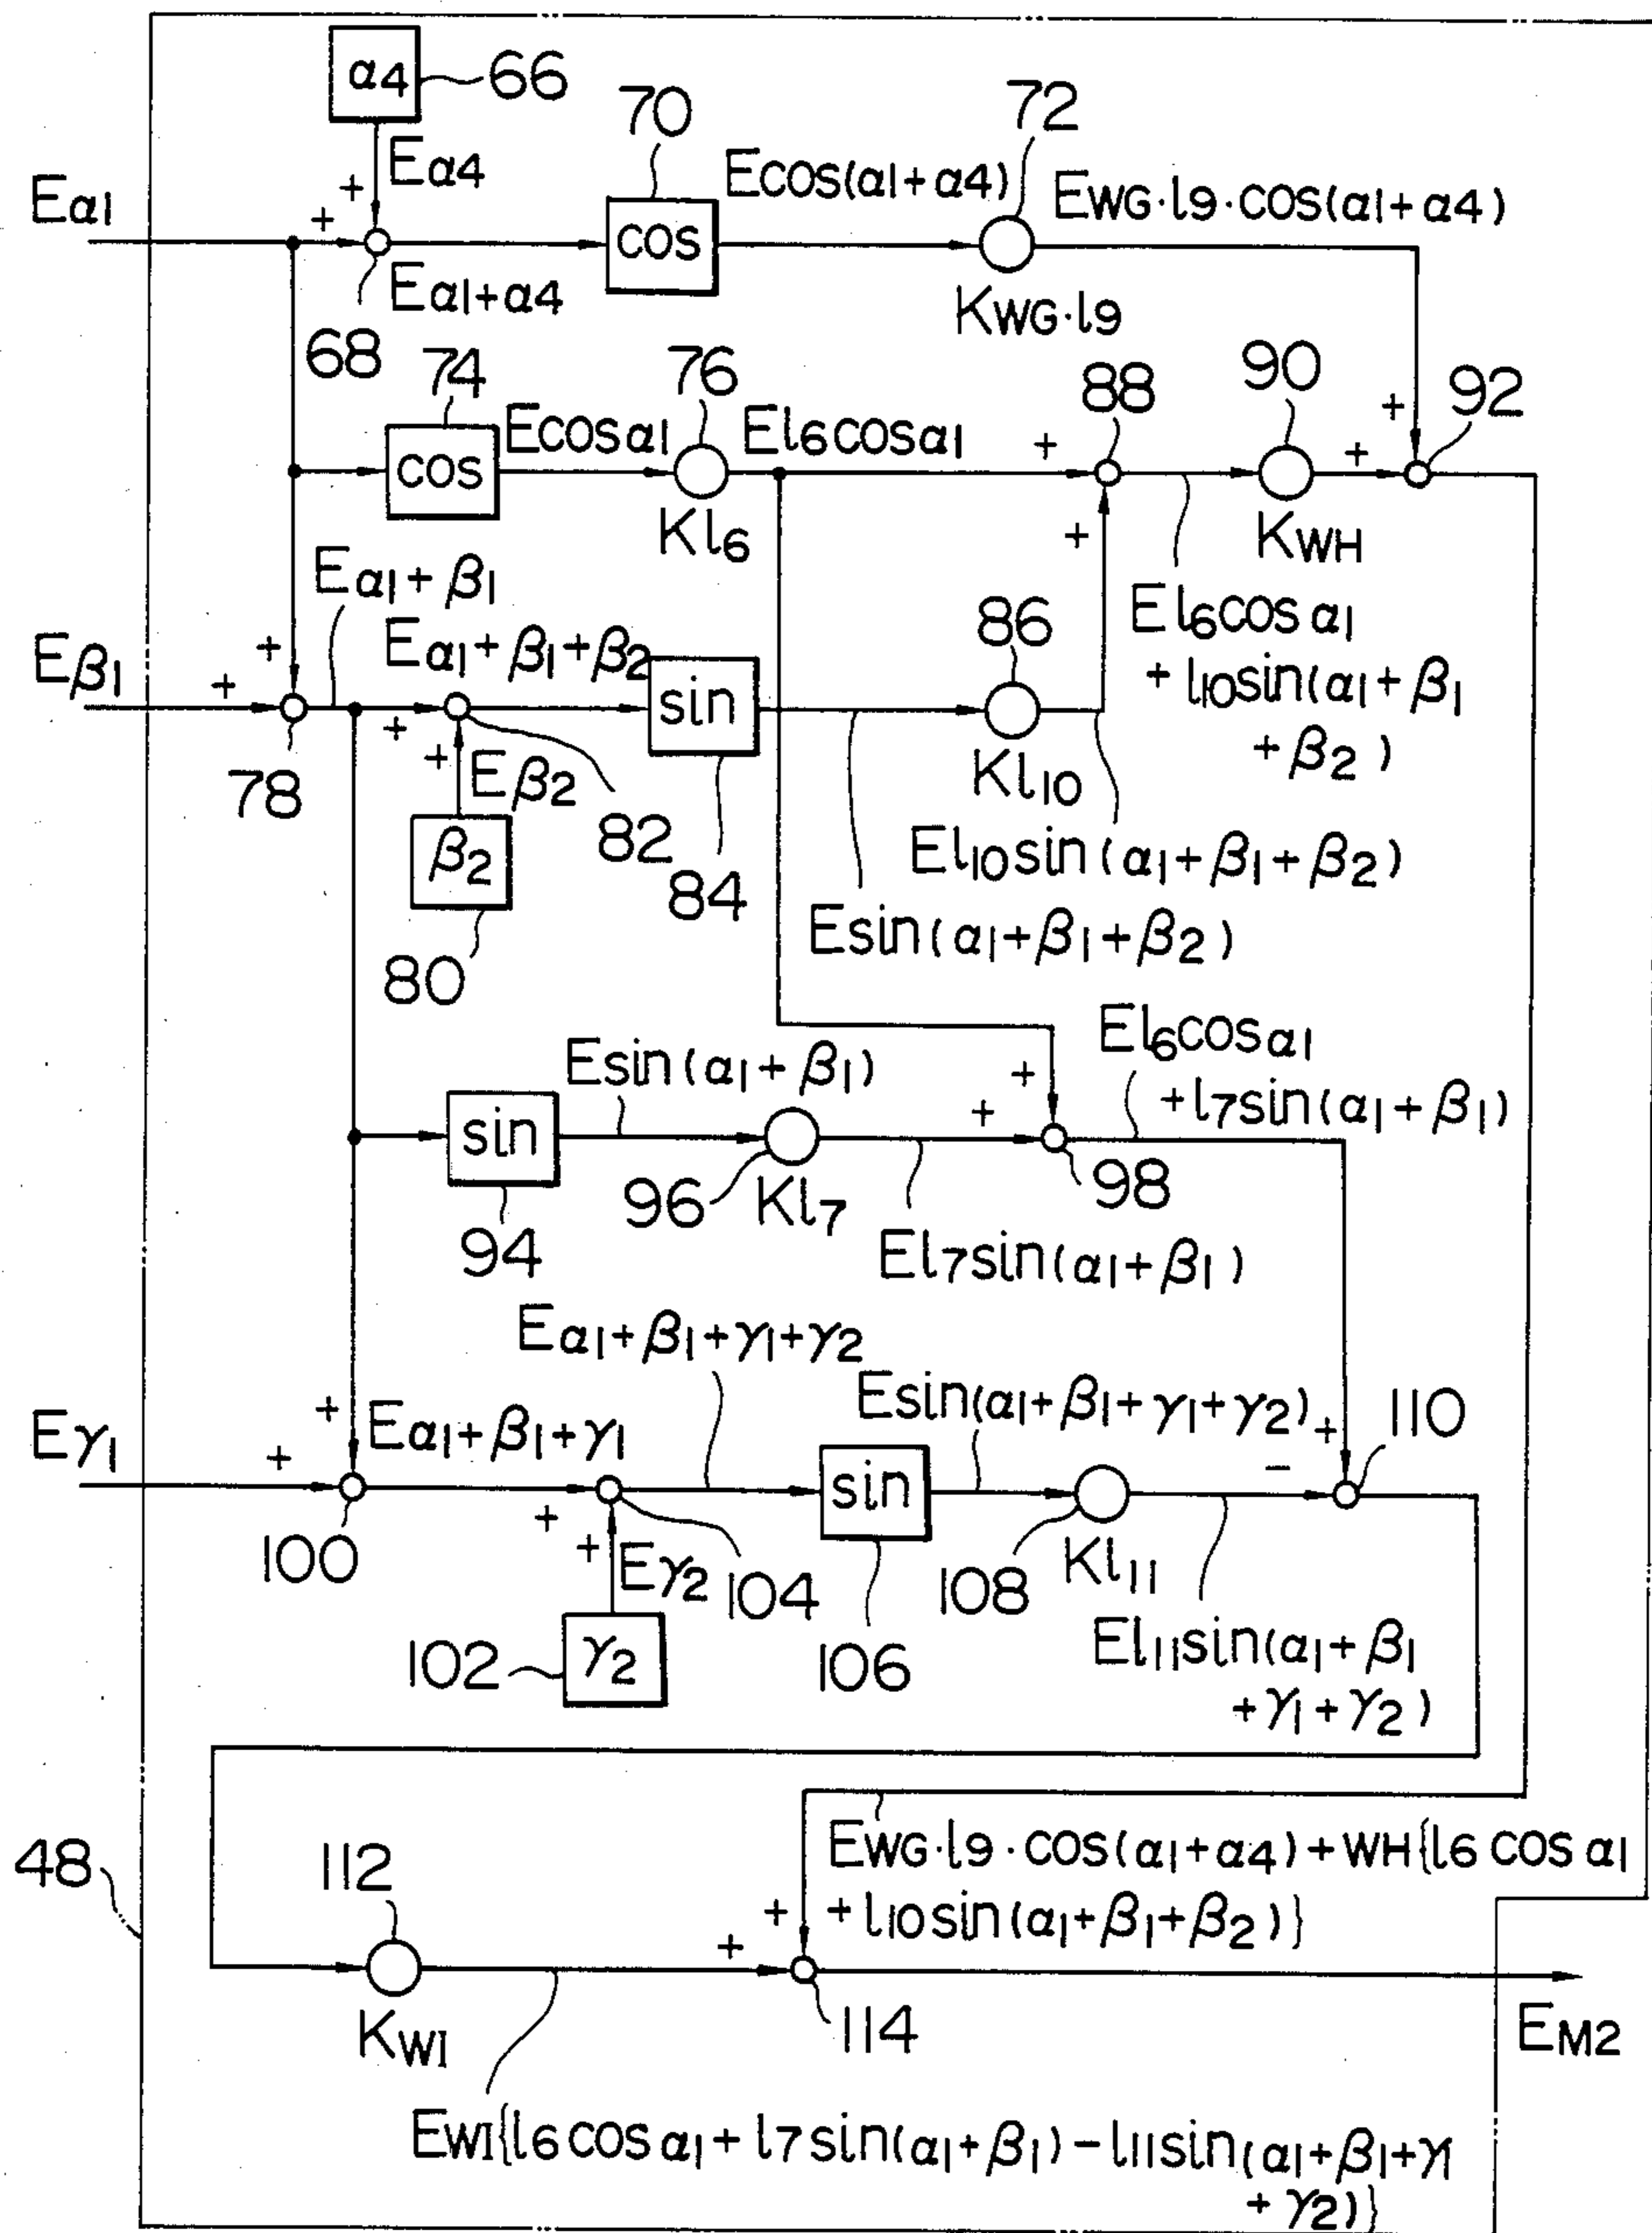 α4
66
70
72
Eα4
Ecos(α1+α4)
EWG·l9·cos(α1+α4)
Eα1
+
+
cos
Eα1+α4
KWG·l9
68
74
76
88
90
92
Ecosα1
El6cosα1
+
+
+
cos
Kl6
+
KWH
Eα1+β1
86
El6cosα1
+l10sin(α1+β1
+β2)
Eβ1
+
+
Eα1+β1+β2
sin
+
+
Eβ2
78
Kl10
β2
82
84
El10sin(α1+β1+β2)
80
Esin(α1+β1+β2)
Esin(α1+β1)
El6cosα1
+l7sin(α1+β1)
+
+
sin
96
Kl7
98
94
El7sin(α1+β1)
Eα1+β1+γ1+γ2
Esin(α1+β1+γ1+γ2)
+
110
Eγ1
+
+
Eα1+β1+γ1
sin
−
100
+
+
Eγ2
104
108
Kl11
102
γ2
106
El11sin(α1+β1
+γ1+γ2)
48
112
EWG·l9·cos(α1+α4)+WH{l6cosα1
+l10sin(α1+β1+β2)}
+
+
KWI
114
EM2
EWI{l6cosα1+l7sin(α1+β1)−l11sin(α1+β1+γ1
+γ2)}